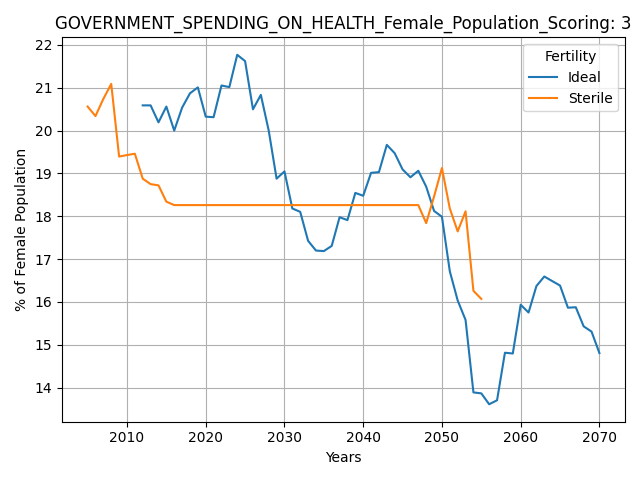 GOVERNMENT_SPENDING_ON_HEALTH_Female_Population_Scoring: 3
Fertility
Ideal
Sterile
% of Female Population
22
21
20
19
18
17
16
15
14
2010
2020
2030
2040
2050
2060
2070
Years